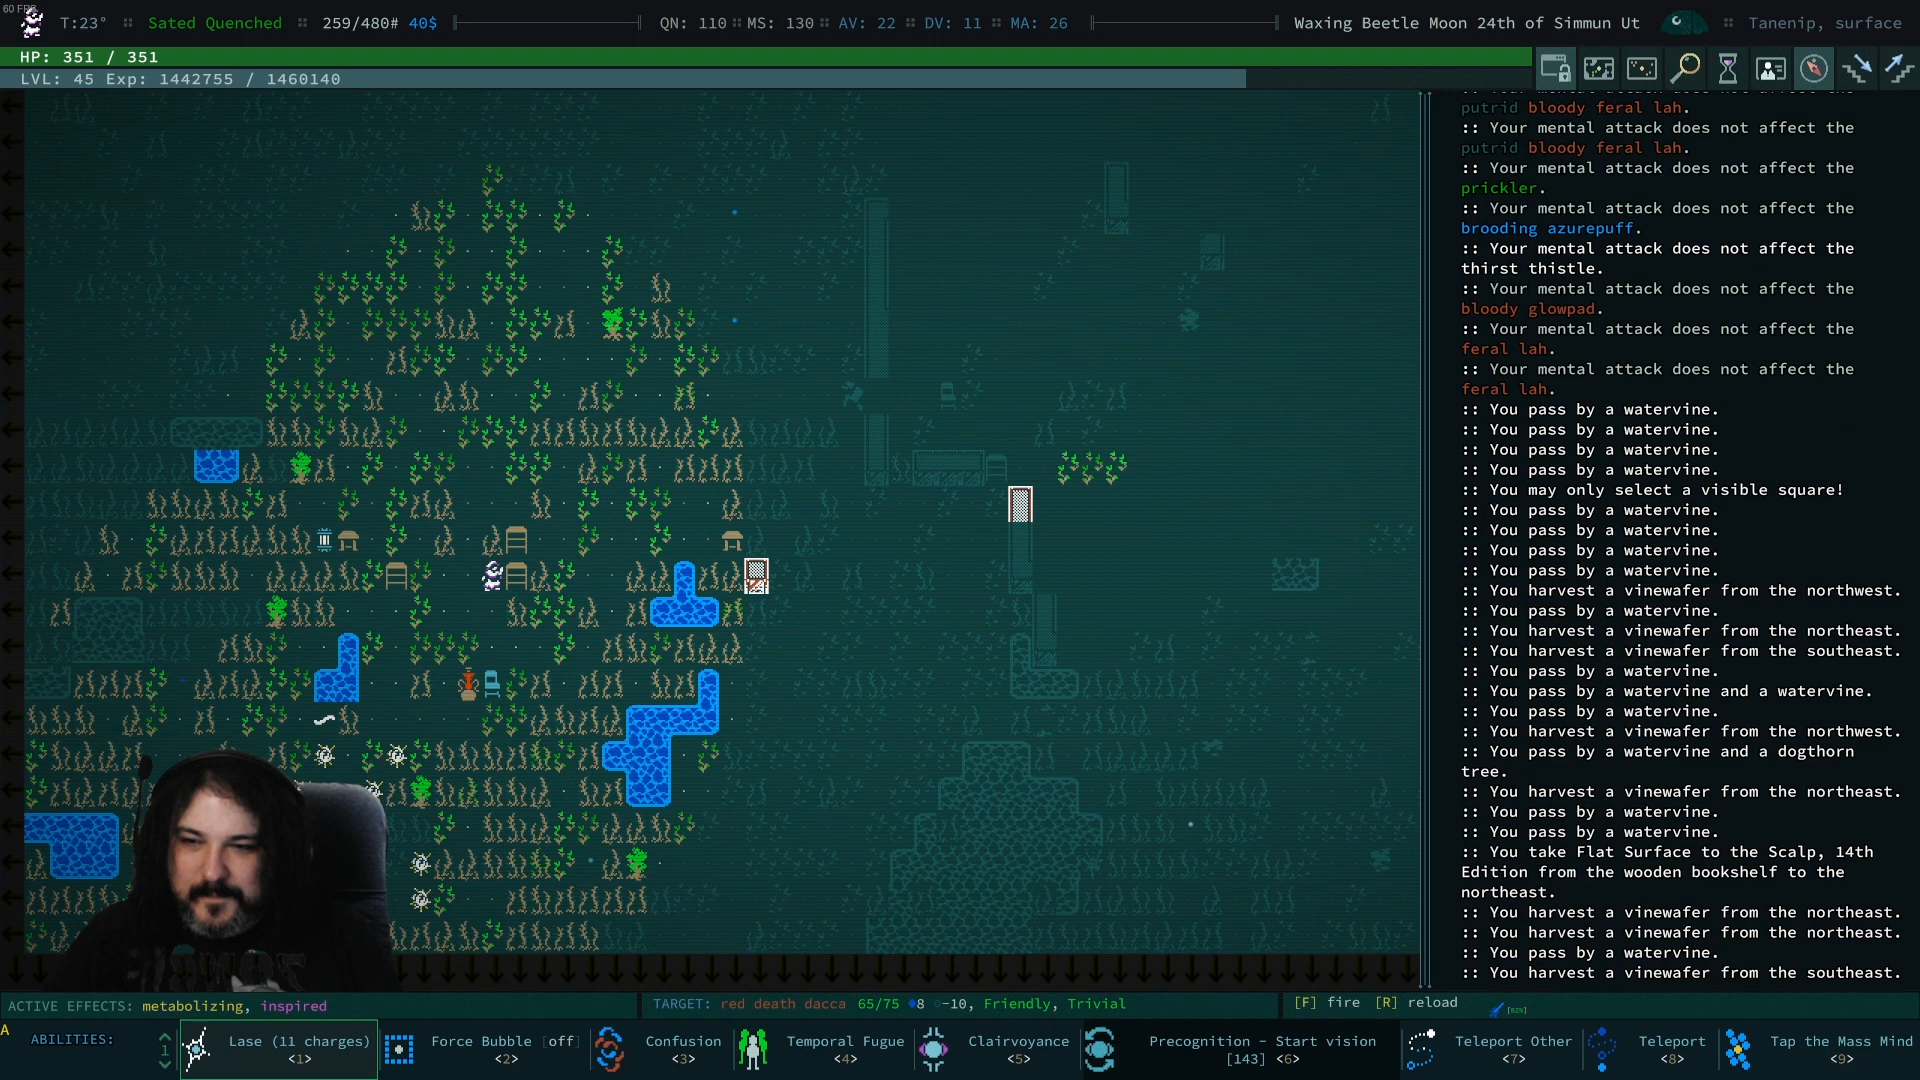 60 FPS
T:23° :: Sated Quenched :: 259/480# 40$ QN: 110 :: MS: 130 :: AV: 22 :: DV: 11 :: MA: 26 Waxing Beetle Moon 24th of Simmun Ut :: Tanenip, surface
HP: 351 / 351
LVL: 45 Exp: 1442755 / 1460140
:: Your mental attack does not affect the
putrid bloody feral lah.
:: Your mental attack does not affect the
putrid bloody feral lah.
:: Your mental attack does not affect the
prickler.
:: Your mental attack does not affect the
brooding azurepuff.
:: Your mental attack does not affect the
thirst thistle.
:: Your mental attack does not affect the
bloody glowpad.
:: Your mental attack does not affect the
feral lah.
:: Your mental attack does not affect the
feral lah.
:: You pass by a watervine.
:: You pass by a watervine.
:: You pass by a watervine.
:: You pass by a watervine.
:: You may only select a visible square!
:: You pass by a watervine.
:: You pass by a watervine.
:: You pass by a watervine.
:: You pass by a watervine.
:: You harvest a vinewafer from the northwest.
:: You pass by a watervine.
:: You harvest a vinewafer from the northeast.
:: You harvest a vinewafer from the southeast.
:: You pass by a watervine.
:: You pass by a watervine and a watervine.
:: You pass by a watervine.
:: You harvest a vinewafer from the northwest.
:: You pass by a watervine and a dogthorn
tree.
:: You harvest a vinewafer from the northeast.
:: You pass by a watervine.
:: You pass by a watervine.
:: You take Flat Surface to the Scalp, 14th
Edition from the wooden bookshelf to the
northeast.
:: You harvest a vinewafer from the northeast.
:: You harvest a vinewafer from the northeast.
:: You pass by a watervine.
:: You harvest a vinewafer from the southeast.
ACTIVE EFFECTS: metabolizing, inspired
TARGET: red death dacca 65/75 ♦8 ○-10, Friendly, Trivial
[F] fire [R] reload [82%]
A
ABILITIES: 1
Lase (11 charges) <1>
Force Bubble [off] <2>
Confusion <3>
Temporal Fugue <4>
Clairvoyance <5>
Precognition - Start vision [143] <6>
Teleport Other <7>
Teleport <8>
Tap the Mass Mind <9>